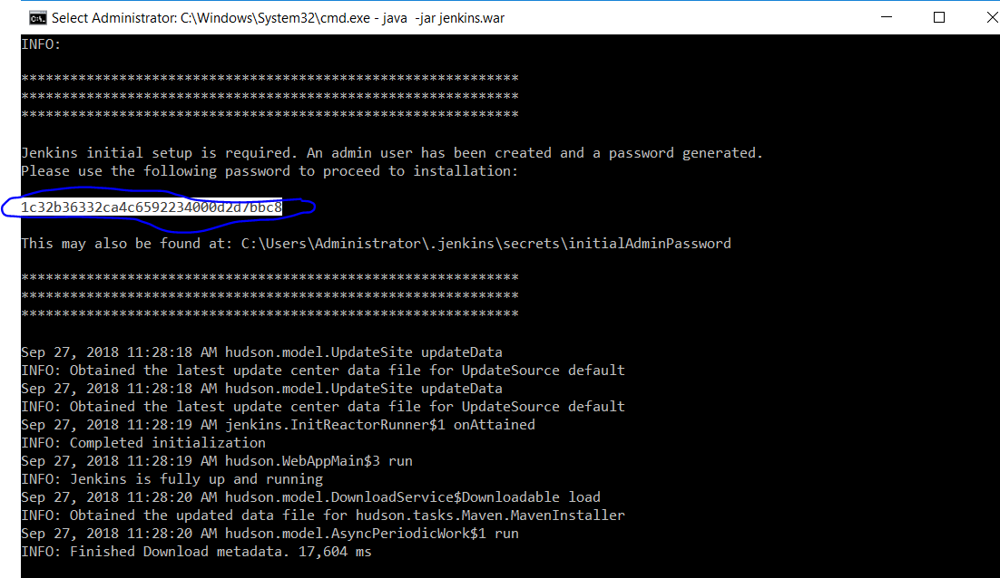 Select Administrator: C:\Windows\System32\cmd.exe - java  -jar jenkins.war
INFO:
*************************************************************
*************************************************************
*************************************************************
Jenkins initial setup is required. An admin user has been created and a password generated.
Please use the following password to proceed to installation:
1c32b36332ca4c6592234000d2d7bbc8
This may also be found at: C:\Users\Administrator\.jenkins\secrets\initialAdminPassword
*************************************************************
*************************************************************
*************************************************************
Sep 27, 2018 11:28:18 AM hudson.model.UpdateSite updateData
INFO: Obtained the latest update center data file for UpdateSource default
Sep 27, 2018 11:28:18 AM hudson.model.UpdateSite updateData
INFO: Obtained the latest update center data file for UpdateSource default
Sep 27, 2018 11:28:19 AM jenkins.InitReactorRunner$1 onAttained
INFO: Completed initialization
Sep 27, 2018 11:28:19 AM hudson.WebAppMain$3 run
INFO: Jenkins is fully up and running
Sep 27, 2018 11:28:20 AM hudson.model.DownloadService$Downloadable load
INFO: Obtained the updated data file for hudson.tasks.Maven.MavenInstaller
Sep 27, 2018 11:28:20 AM hudson.model.AsyncPeriodicWork$1 run
INFO: Finished Download metadata. 17,604 ms